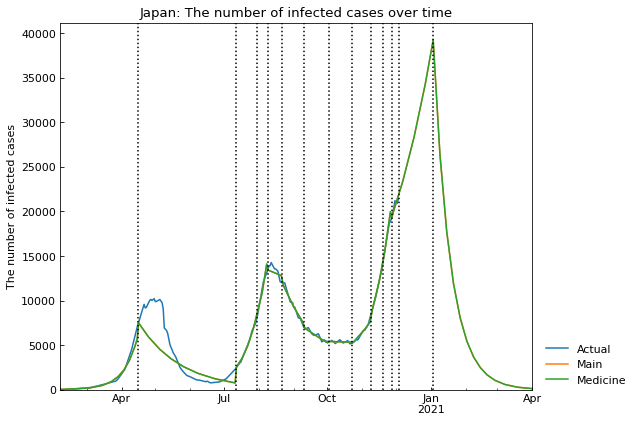 Japan: The number of infected cases over time
The number of infected cases
40000
35000
30000
25000
20000
15000
10000
5000
0
Apr
Jul
Oct
Jan
2021
Apr
Actual
Main
Medicine